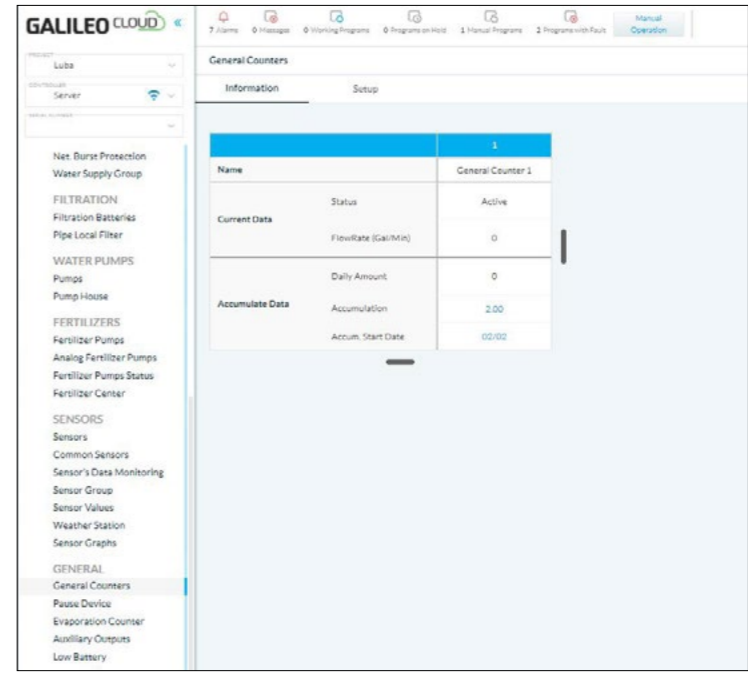 GALILEO CLOUD «
7 Alarms 0 Messages 0 Working Programs 0 Programs on Hold 1 Manual Programs 2 Programs with Fault Manual Operation
PROJECT
Luba
CONTROLLER
Server
SERIAL NUMBER
Net. Burst Protection
Water Supply Group
FILTRATION
Filtration Batteries
Pipe Local Filter
WATER PUMPS
Pumps
Pump House
FERTILIZERS
Fertilizer Pumps
Analog Fertilizer Pumps
Fertilizer Pumps Status
Fertilizer Center
SENSORS
Sensors
Common Sensors
Sensor's Data Monitoring
Sensor Group
Sensor Values
Weather Station
Sensor Graphs
GENERAL
General Counters
Pause Device
Evaporation Counter
Auxiliary Outputs
Low Battery
General Counters
Information Setup
1
Name General Counter 1
Current Data
Status Active
FlowRate (Gal/Min) 0
Accumulate Data
Daily Amount 0
Accumulation 2.00
Accum. Start Date 02/02